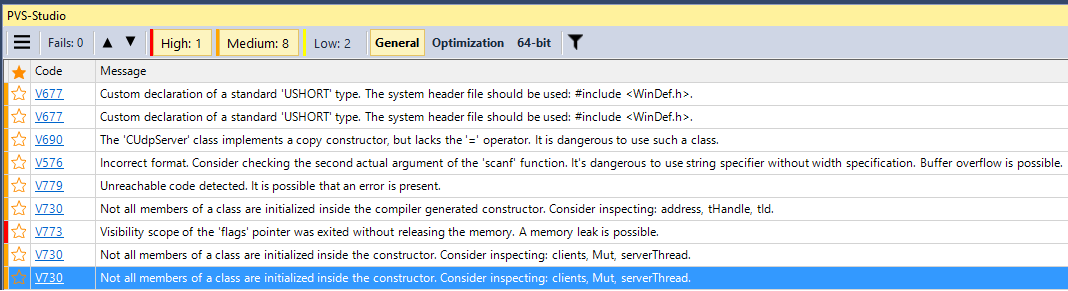 PVS-Studio
Fails: 0 High: 1 Medium: 8 Low: 2 General Optimization 64-bit
Code Message
V677 Custom declaration of a standard 'USHORT' type. The system header file should be used: #include <WinDef.h>.
V677 Custom declaration of a standard 'USHORT' type. The system header file should be used: #include <WinDef.h>.
V690 The 'CUdpServer' class implements a copy constructor, but lacks the '=' operator. It is dangerous to use such a class.
V576 Incorrect format. Consider checking the second actual argument of the 'scanf' function. It's dangerous to use string specifier without width specification. Buffer overflow is possible.
V779 Unreachable code detected. It is possible that an error is present.
V730 Not all members of a class are initialized inside the compiler generated constructor. Consider inspecting: address, tHandle, tId.
V773 Visibility scope of the 'flags' pointer was exited without releasing the memory. A memory leak is possible.
V730 Not all members of a class are initialized inside the constructor. Consider inspecting: clients, Mut, serverThread.
V730 Not all members of a class are initialized inside the constructor. Consider inspecting: clients, Mut, serverThread.